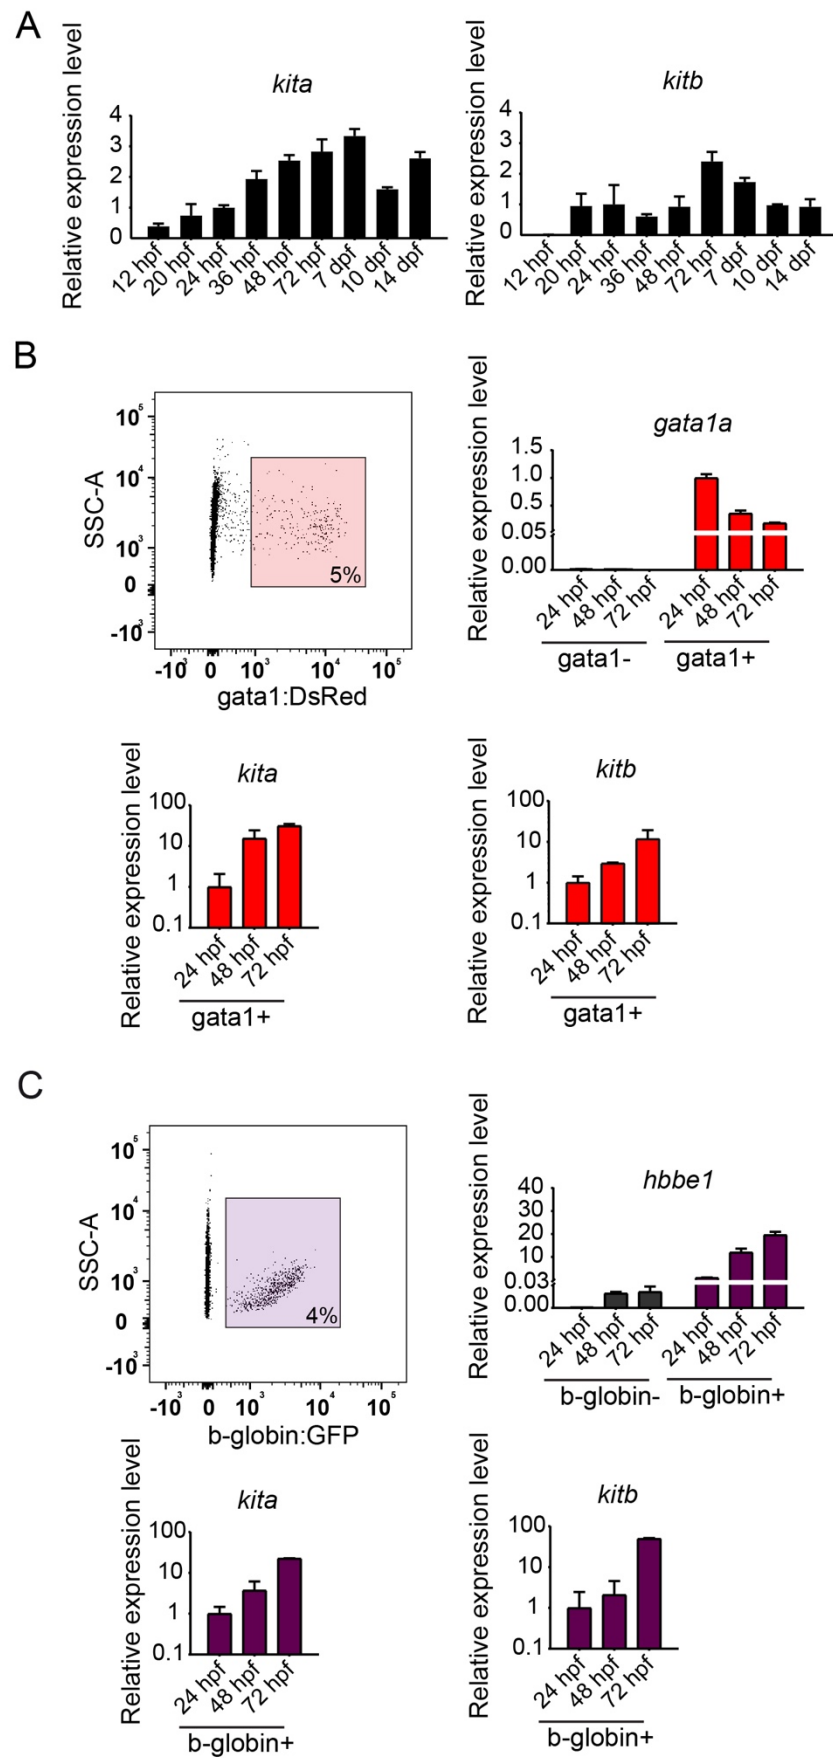 A
kita
Relative expression level
4
3
2
1
0
12 hpf
20 hpf
24 hpf
36 hpf
48 hpf
72 hpf
7 dpf
10 dpf
14 dpf
kitb
Relative expression level
4
3
2
1
0
12 hpf
20 hpf
24 hpf
36 hpf
48 hpf
72 hpf
7 dpf
10 dpf
14 dpf
B
SSC-A
10⁵
10⁴
10³
0
-10³
5%
-10³ 0 10³ 10⁴ 10⁵
gata1:DsRed
gata1a
Relative expression level
1.5
1.0
0.5
0.05
0.00
24 hpf
48 hpf
72 hpf
24 hpf
48 hpf
72 hpf
gata1- gata1+
kita
Relative expression level
100
10
1
0.1
24 hpf
48 hpf
72 hpf
gata1+
kitb
Relative expression level
100
10
1
0.1
24 hpf
48 hpf
72 hpf
gata1+
C
SSC-A
10⁵
10⁴
10³
0
-10³
4%
-10³ 0 10³ 10⁴ 10⁵
b-globin:GFP
hbbe1
Relative expression level
40
30
20
10
0.03
0.00
24 hpf
48 hpf
72 hpf
24 hpf
48 hpf
72 hpf
b-globin- b-globin+
kita
Relative expression level
100
10
1
0.1
24 hpf
48 hpf
72 hpf
b-globin+
kitb
Relative expression level
100
10
1
0.1
24 hpf
48 hpf
72 hpf
b-globin+